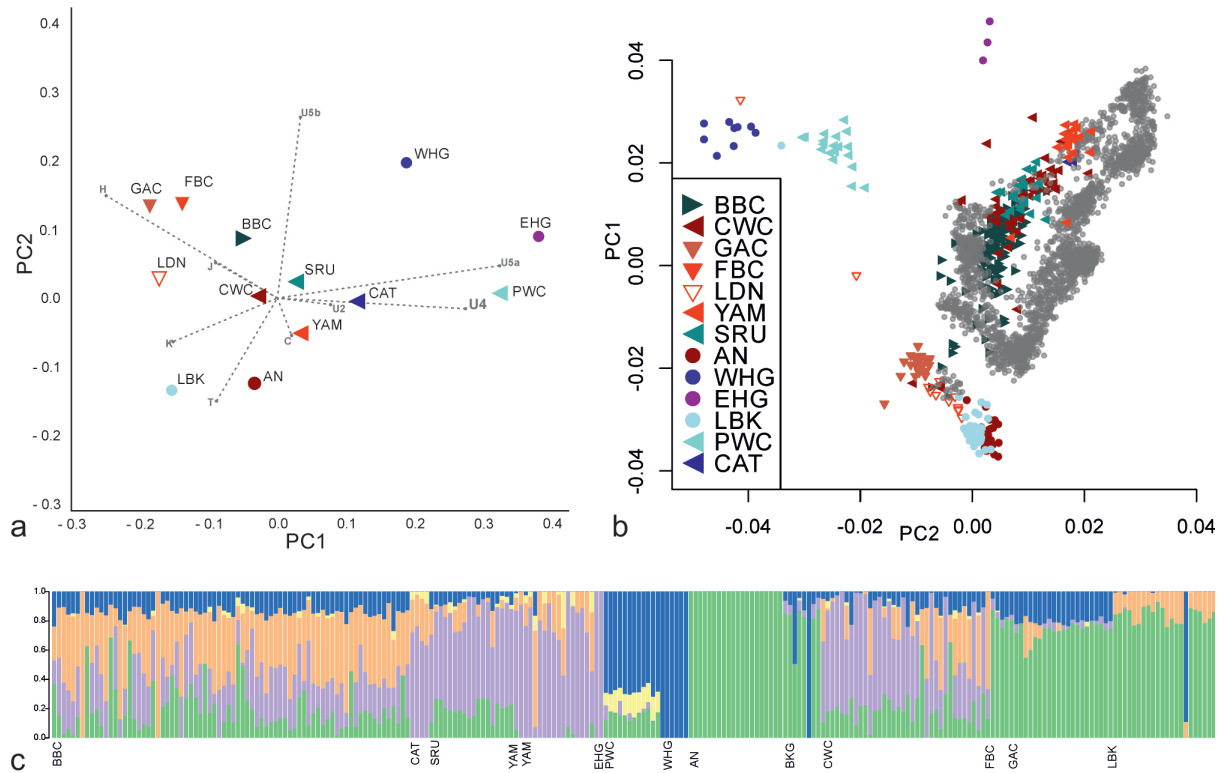 0.4
0.3
0.2
0.1
0.0
- 0.1
- 0.2
0.3
PC2
- 0.3
- 0.2
- 0.1
0.0
0.1
0.2
0.3
0.4
PC1
a
U5b
WHG
GAC
FBC
H
BBC
EHG
LDN
J
SRU
U5a
CWC
CAT
PWC
U2
U4
YAM
C
K
LBK
AN
T
0.04
0.02
0.00
-0.02
-0.04
PC1
BBC
CWC
GAC
FBC
LDN
YAM
SRU
AN
WHG
EHG
LBK
PWC
CAT
-0.04
-0.02
0.00
0.02
0.04
PC2
b
1.0
0.8
0.6
0.4
0.2
0.0
BBC
CAT
SRU
YAM
YAM
EHG
PWC
WHG
AN
BKG
CWC
FBC
GAC
LBK
c